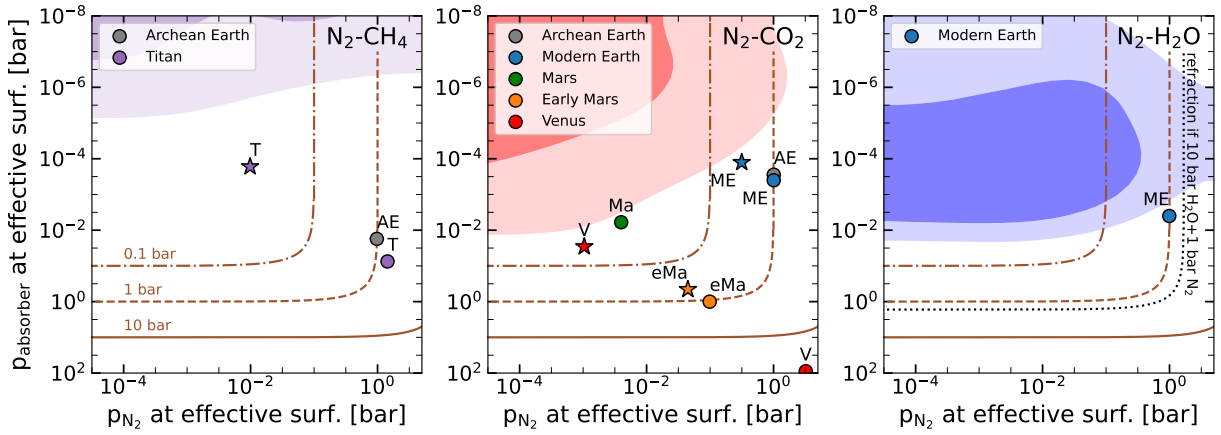 10⁻⁸
10⁻⁶
10⁻⁴
10⁻²
10⁰
10²
p_absorber at effective surf. [bar]
Archean Earth
Titan
N₂-CH₄
T
AE
T
0.1 bar
1 bar
10 bar
10⁻⁴
10⁻²
10⁰
p_N₂ at effective surf. [bar]
10⁻⁸
10⁻⁶
10⁻⁴
10⁻²
10⁰
10²
Archean Earth
Modern Earth
Mars
Early Mars
Venus
N₂-CO₂
AE
ME
ME
Ma
V
eMa
eMa
V
10⁻⁴
10⁻²
10⁰
p_N₂ at effective surf. [bar]
10⁻⁸
10⁻⁶
10⁻⁴
10⁻²
10⁰
10²
Modern Earth
N₂-H₂O
refraction if 10 bar H₂O+1 bar N₂
ME
10⁻⁴
10⁻²
10⁰
p_N₂ at effective surf. [bar]